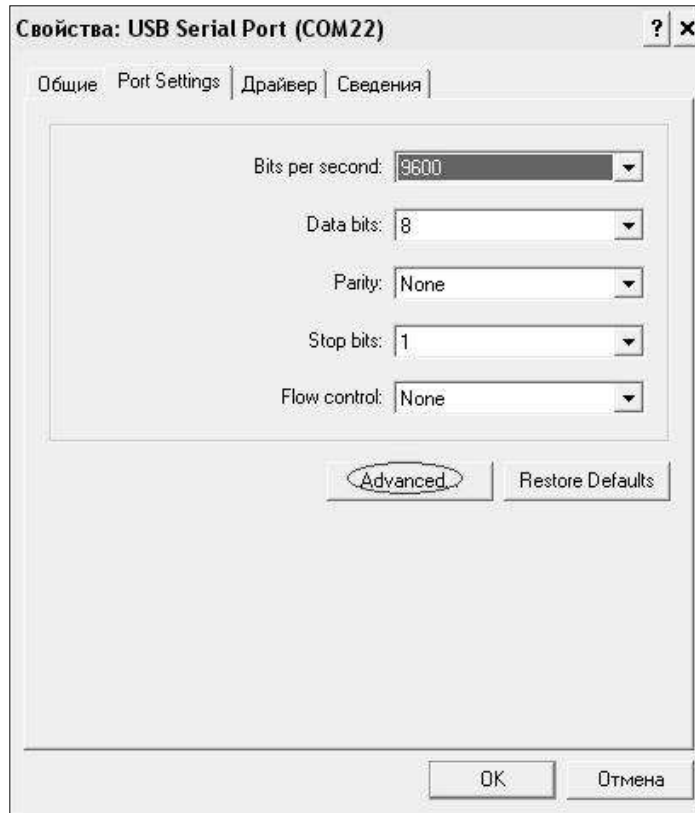 Свойства: USB Serial Port (COM22)
Общие Port Settings Драйвер Сведения
Bits per second: 9600
Data bits: 8
Parity: None
Stop bits: 1
Flow control: None
Advanced... Restore Defaults
OK Отмена